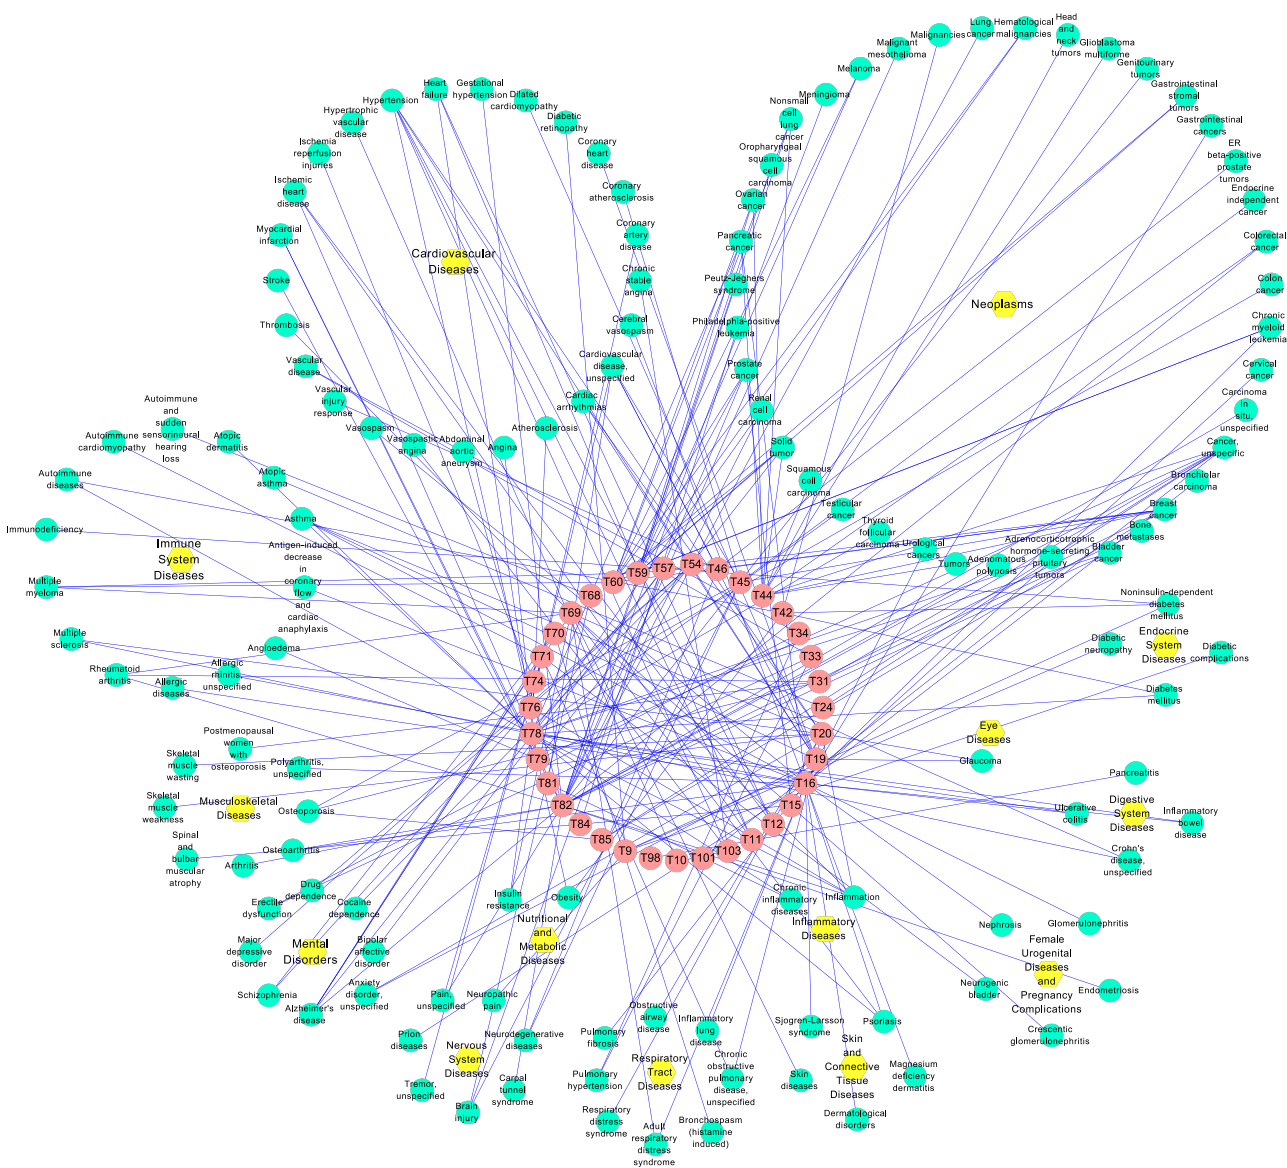 Hypertension
Heart
failure
Gestational
hypertension
Dilated
cardiomyopathy
Diabetic
retinopathy
Coronary
heart
disease
Coronary
atherosclerosis
Coronary
artery
disease
Chronic
stable
angina
Cerebral
vasospasm
Cardiovascular
disease,
unspecified
Cardiac
arrhythmias
Atherosclerosis
Angina
Abdominal
aortic
aneurysm
Vasospastic
angina
Vasospasm
Vascular
injury
response
Vascular
disease
Thrombosis
Stroke
Myocardial
infarction
Ischemic
heart
disease
Ischemia
reperfusion
injuries
Hypertrophic
vascular
disease
Cardiovascular
Diseases
Malignancies
Lung
cancer
Hematological
malignancies
Head
and
neck
tumors
Glioblastoma
multiforme
Genitourinary
tumors
Gastrointestinal
stromal
tumors
Gastrointestinal
cancers
ER
beta-positive
prostate
tumors
Endocrine
independent
cancer
Colorectal
cancer
Colon
cancer
Chronic
myeloid
leukemia
Cervical
cancer
Carcinoma
in
situ,
unspecified
Cancer,
unspecific
Bronchiolar
carcinoma
Breast
cancer
Bone
metastases
Bladder
cancer
Adrenocorticotrophic
hormone-secreting
pituitary
tumors
Adenomatous
polyposis
Tumors
Urological
cancers
Thyroid
follicular
carcinoma
Testicular
cancer
Squamous
cell
carcinoma
Solid
tumor
Renal
cell
carcinoma
Prostate
cancer
Philadelphia-positive
leukemia
Peutz-Jeghers
syndrome
Pancreatic
cancer
Ovarian
cancer
Oropharyngeal
squamous
cell
carcinoma
Nonsmall
cell
lung
cancer
Meningioma
Melanoma
Malignant
mesothelioma
Neoplasms
Autoimmune
and
sudden
sensorineural
hearing
loss
Atopic
dermatitis
Autoimmune
cardiomyopathy
Autoimmune
diseases
Atopic
asthma
Asthma
Immunodeficiency
Immune
System
Diseases
Antigen-induced
decrease
in
coronary
flow
and
cardiac
anaphylaxis
Multiple
myeloma
Multiple
sclerosis
Angioedema
Rheumatoid
arthritis
Allergic
diseases
Allergic
rhinitis,
unspecified
T54
T57
T59
T60
T68
T69
T70
T71
T74
T76
T78
T79
T81
T82
T84
T85
T9
T98
T10
T101
T103
T11
T12
T15
T16
T19
T20
T24
T31
T33
T34
T42
T44
T45
T46
Noninsulin-dependent
diabetes
mellitus
Diabetic
neuropathy
Endocrine
System
Diseases
Diabetic
complications
Diabetes
mellitus
Eye
Diseases
Glaucoma
Pancreatitis
Ulcerative
colitis
Digestive
System
Diseases
Inflammatory
bowel
disease
Crohn's
disease,
unspecified
Postmenopausal
women
with
osteoporosis
Skeletal
muscle
wasting
Polyarthritis,
unspecified
Skeletal
muscle
weakness
Musculoskeletal
Diseases
Osteoporosis
Spinal
and
bulbar
muscular
atrophy
Arthritis
Osteoarthritis
Drug
dependence
Erectile
dysfunction
Cocaine
dependence
Major
depressive
disorder
Mental
Disorders
Bipolar
affective
disorder
Schizophrenia
Alzheimer's
disease
Anxiety
disorder,
unspecified
Insulin
resistance
Obesity
Nutritional
and
Metabolic
Diseases
Pain,
unspecified
Neuropathic
pain
Prion
diseases
Nervous
System
Diseases
Neurodegenerative
diseases
Tremor,
unspecified
Brain
injury
Carpal
tunnel
syndrome
Pulmonary
fibrosis
Obstructive
airway
disease
Inflammatory
lung
disease
Pulmonary
hypertension
Respiratory
Tract
Diseases
Chronic
obstructive
pulmonary
disease,
unspecified
Respiratory
distress
syndrome
Adult
respiratory
distress
syndrome
Bronchospasm
(histamine
induced)
Chronic
inflammatory
diseases
Inflammation
Inflammatory
Diseases
Sjogren-Larsson
syndrome
Psoriasis
Skin
diseases
Skin
and
Connective
Tissue
Diseases
Magnesium
deficiency
dermatitis
Dermatological
disorders
Nephrosis
Glomerulonephritis
Female
Urogenital
Diseases
and
Pregnancy
Complications
Neurogenic
bladder
Endometriosis
Crescentic
glomerulonephritis